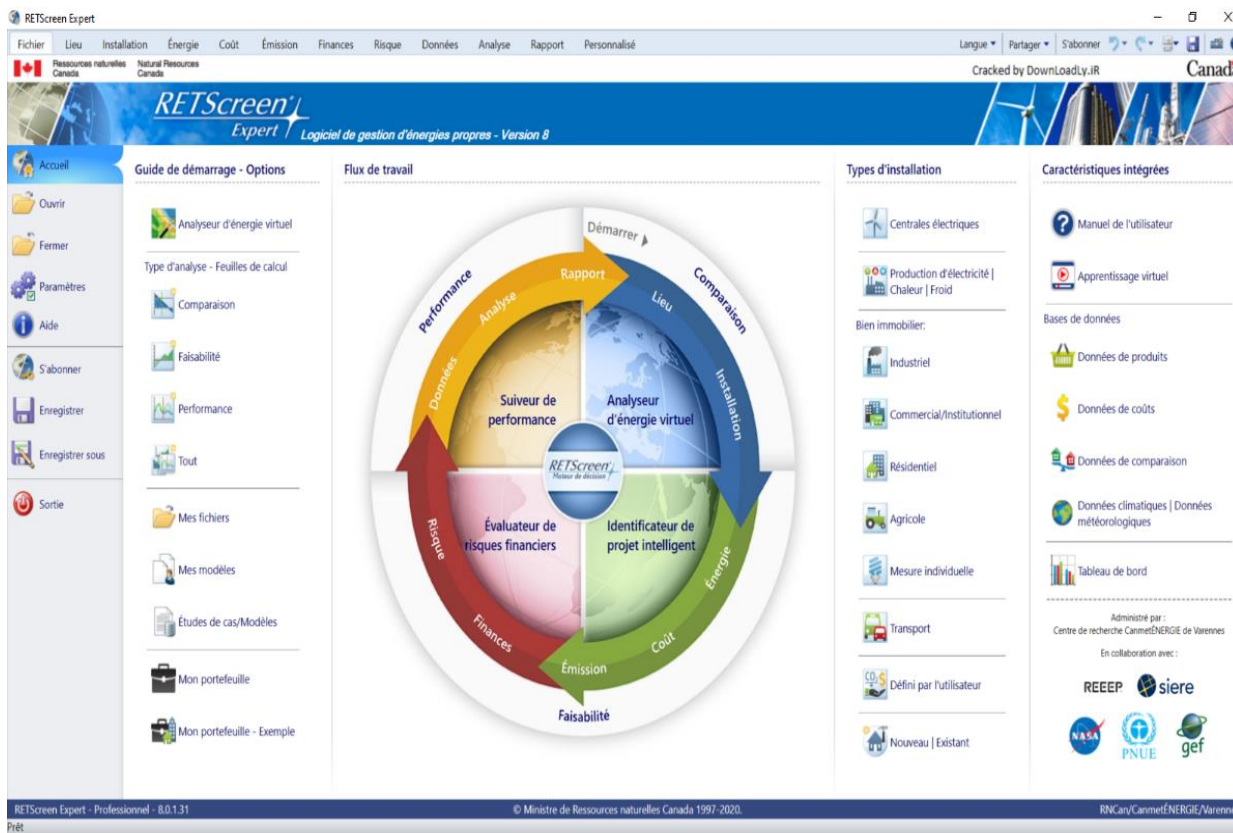 RETScreen Expert
Fichier Lieu Installation Énergie Coût Émission Finances Risque Données Analyse Rapport Personnalisé Langue Partager S'abonner
Ressources naturelles Canada
Natural Resources Canada
Cracked by DownLoadLy.iR
Canad
RETScreen
Expert
Logiciel de gestion d'énergies propres - Version 8
Accueil
Ouvrir
Fermer
Paramètres
Aide
S'abonner
Enregistrer
Enregistrer sous
Sortie
Guide de démarrage - Options
Analyseur d'énergie virtuel
Type d'analyse - Feuilles de calcul
Comparaison
Faisabilité
Performance
Tout
Mes fichiers
Mes modèles
Études de cas/Modèles
Mon portefeuille
Mon portefeuille - Exemple
Flux de travail
Démarrer
Comparaison
Lieu
Installation
Analyseur
d'énergie virtuel
Énergie
Coût
Émission
Identificateur de
projet intelligent
Faisabilité
Finances
Risque
Évaluateur de
risques financiers
Performance
Données
Analyse
Rapport
Suiveur de
performance
RETScreen
Moteur de décision
Types d'installation
Centrales électriques
Production d'électricité |
Chaleur | Froid
Bien immobilier:
Industriel
Commercial/Institutionnel
Résidentiel
Agricole
Mesure individuelle
Transport
Défini par l'utilisateur
Nouveau | Existant
Caractéristiques intégrées
Manuel de l'utilisateur
Apprentissage virtuel
Bases de données
Données de produits
Données de coûts
Données de comparaison
Données climatiques | Données
météorologiques
Tableau de bord
Administré par :
Centre de recherche CanmetÉNERGIE de Varennes
En collaboration avec :
REEEP
siere
NASA
PNUE
gef
RETScreen Expert - Professionnel - 8.0.1.31
© Ministre de Ressources naturelles Canada 1997-2020.
RNCan/CanmetÉNERGIE/Varenn
Prêt